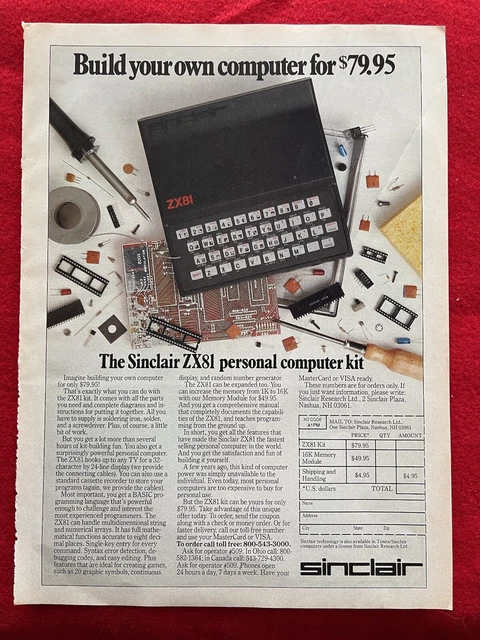 Build your own computer for $79.95
ZX81
The Sinclair ZX81 personal computer kit
Imagine building your own computer
for only $79.95!
That's exactly what you can do with
the ZX81 kit. It comes with all the parts
you need and complete diagrams and in-
structions for putting it together. All you
have to supply is soldering iron, solder,
and a screwdriver. Plus, of course, a little
bit of work.
But you get a lot more than several
hours of kit-building fun. You also get a
surprisingly powerful personal computer.
The ZX81 hooks up to any TV for a 32-
character by 24-line display (we provide
the connecting cables). You can also use a
standard cassette recorder to store your
programs (again, we provide the cable).
Most important, you get a BASIC pro-
gramming language that's powerful
enough to challenge and interest the
most experienced programmers. The
ZX81 can handle multidimensional string
and numerical arrays. It has full mathe-
matical functions accurate to eight deci-
mal places. Single-key entry for every
command. Syntax error detection, de-
bugging codes, and easy editing. Plus
features that are ideal for creating games,
such as 20 graphic symbols, continuous
display, and random number generator.
The ZX81 can be expanded too. You
can increase the memory from 1K to 16K
with our Memory Module for $49.95.
And you get a comprehensive manual
that completely documents the capabili-
ties of the ZX81, and teaches program-
ming from the ground up.
In short, you get all the features that
have made the Sinclair ZX81 the fastest
selling personal computer in the world.
And you get the satisfaction and fun of
building it yourself.
A few years ago, this kind of computer
power was simply unavailable to the
individual. Even today, most personal
computers are too expensive to buy for
personal use.
But the ZX81 kit can be yours for only
$79.95. Take advantage of this unique
offer today. To order, send the coupon
along with a check or money order. Or for
faster delivery, call our toll-free number
and use your MasterCard or VISA.
To order call toll free: 800-543-3000.
Ask for operator #509. In Ohio call: 800-
582-1364; in Canada call: 513-729-4300.
Ask for operator #509. Phones open
24 hours a day, 7 days a week. Have your
MasterCard or VISA ready.
These numbers are for orders only. If
you just want information, please write:
Sinclair Research Ltd., 2 Sinclair Plaza,
Nashua, NH 03061.
AD CODE
MAIL TO: Sinclair Research Ltd.,
One Sinclair Plaza, Nashua, NH 03061.
PRICE* QTY. AMOUNT
ZX81 Kit $79.95
16K Memory
Module $49.95
Shipping and
Handling $4.95 $4.95
*U.S. dollars TOTAL
Name
Address
City State Zip
Sinclair technology is also available in Timex/Sinclair
computers under a license from Sinclair Research Ltd.
sinclair